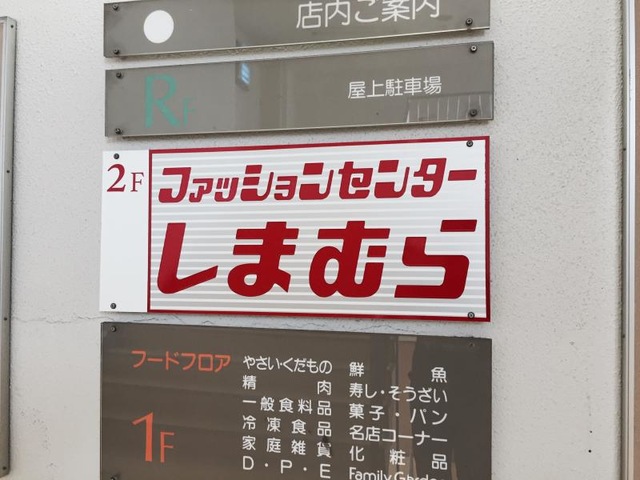 店内ご案内
RF
屋上駐車場
2F
ファッションセンター
しまむら
フードフロア
1F
やさいくだもの
精肉
一般食料品
冷凍食品
家庭雑貨
D・P・E
鮮魚
寿し・そうざい
菓子・パン
名店コーナー
化粧品
Family Garden